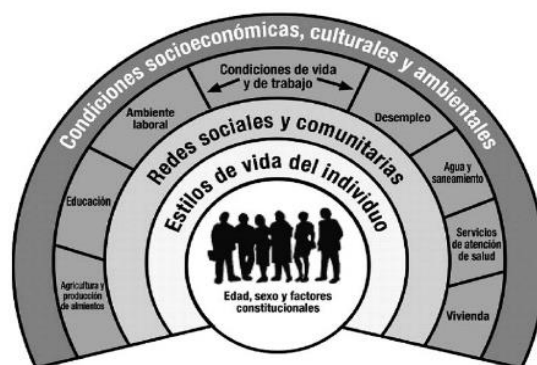 Condiciones socioeconómicas, culturales y ambientales
Condiciones de vida
y de trabajo
Ambiente
laboral
Desempleo
Redes sociales y comunitarias
Educación
Agua y
saneamiento
Estilos de vida del individuo
Servicios
de atención
de salud
Agricultura y
producción
de alimentos
Vivienda
Edad, sexo y factores
constitucionales